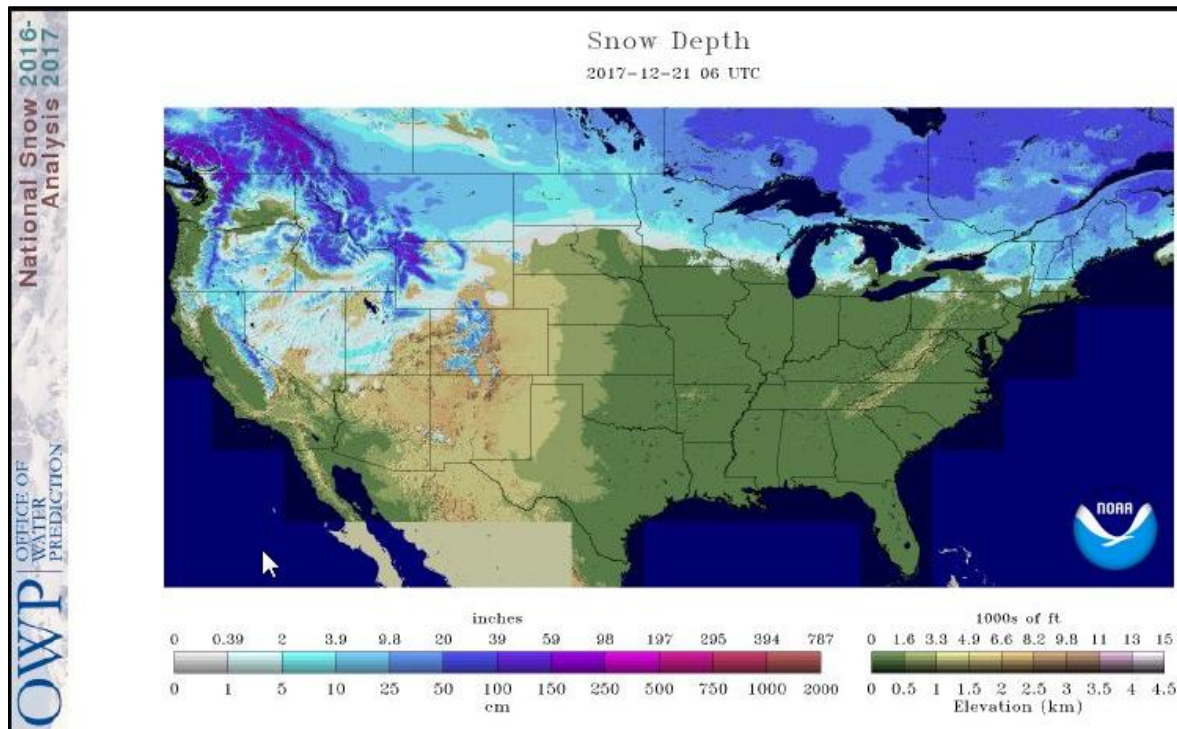 National Snow 2016-
Analysis 2017
OWP
OFFICE OF
WATER
PREDICTION
Snow Depth
2017-12-21 06 UTC
NOAA
inches
0 0.39 2 3.9 9.8 20 39 59 98 197 295 394 787
0 1 5 10 25 50 100 150 250 500 750 1000 2000
cm
1000s of ft
0 1.6 3.3 4.9 6.6 8.2 9.8 11 13 15
0 0.5 1 1.5 2 2.5 3 3.5 4 4.5
Elevation (km)